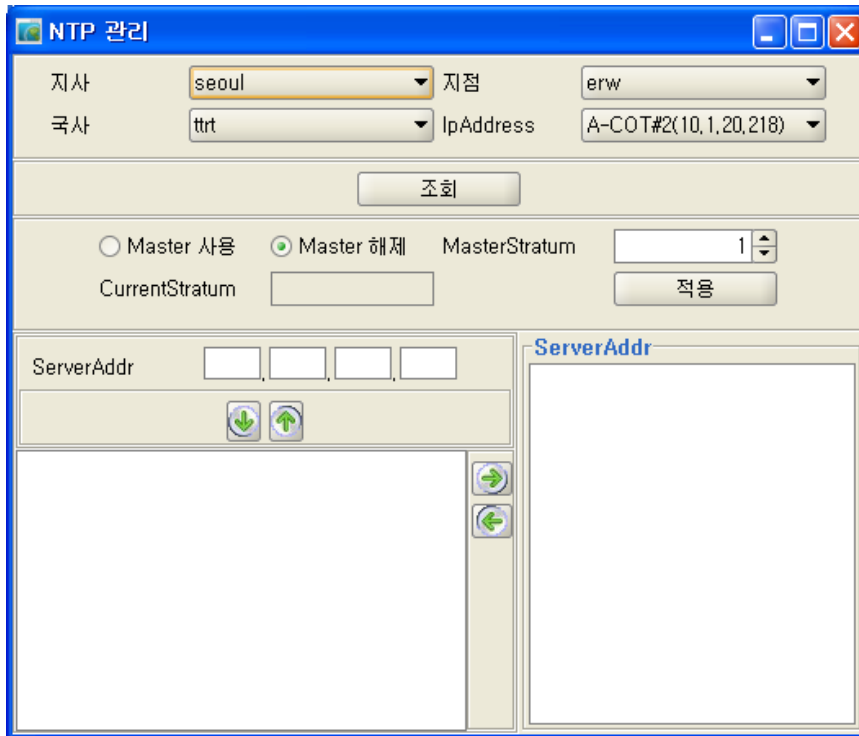 NTP 관리
지사 seoul 지점 erw
국사 ttrt IpAddress A-COT#2(10,1,20,218)
조회
Master 사용 Master 해제 MasterStratum 1
CurrentStratum 적용
ServerAddr , , ,
ServerAddr